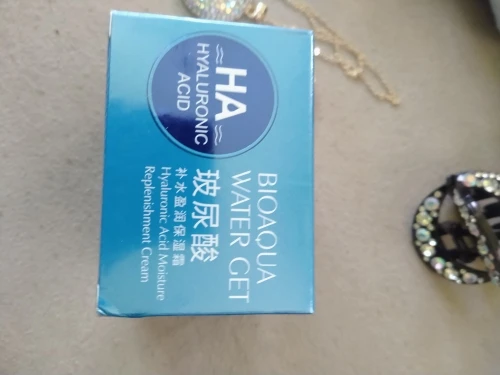 HA
HYALURONIC
ACID
BIOAQUA
WATER GET
玻尿酸
补水盈润保湿霜
Hyaluronic Acid Moisture
Replenishment Cream